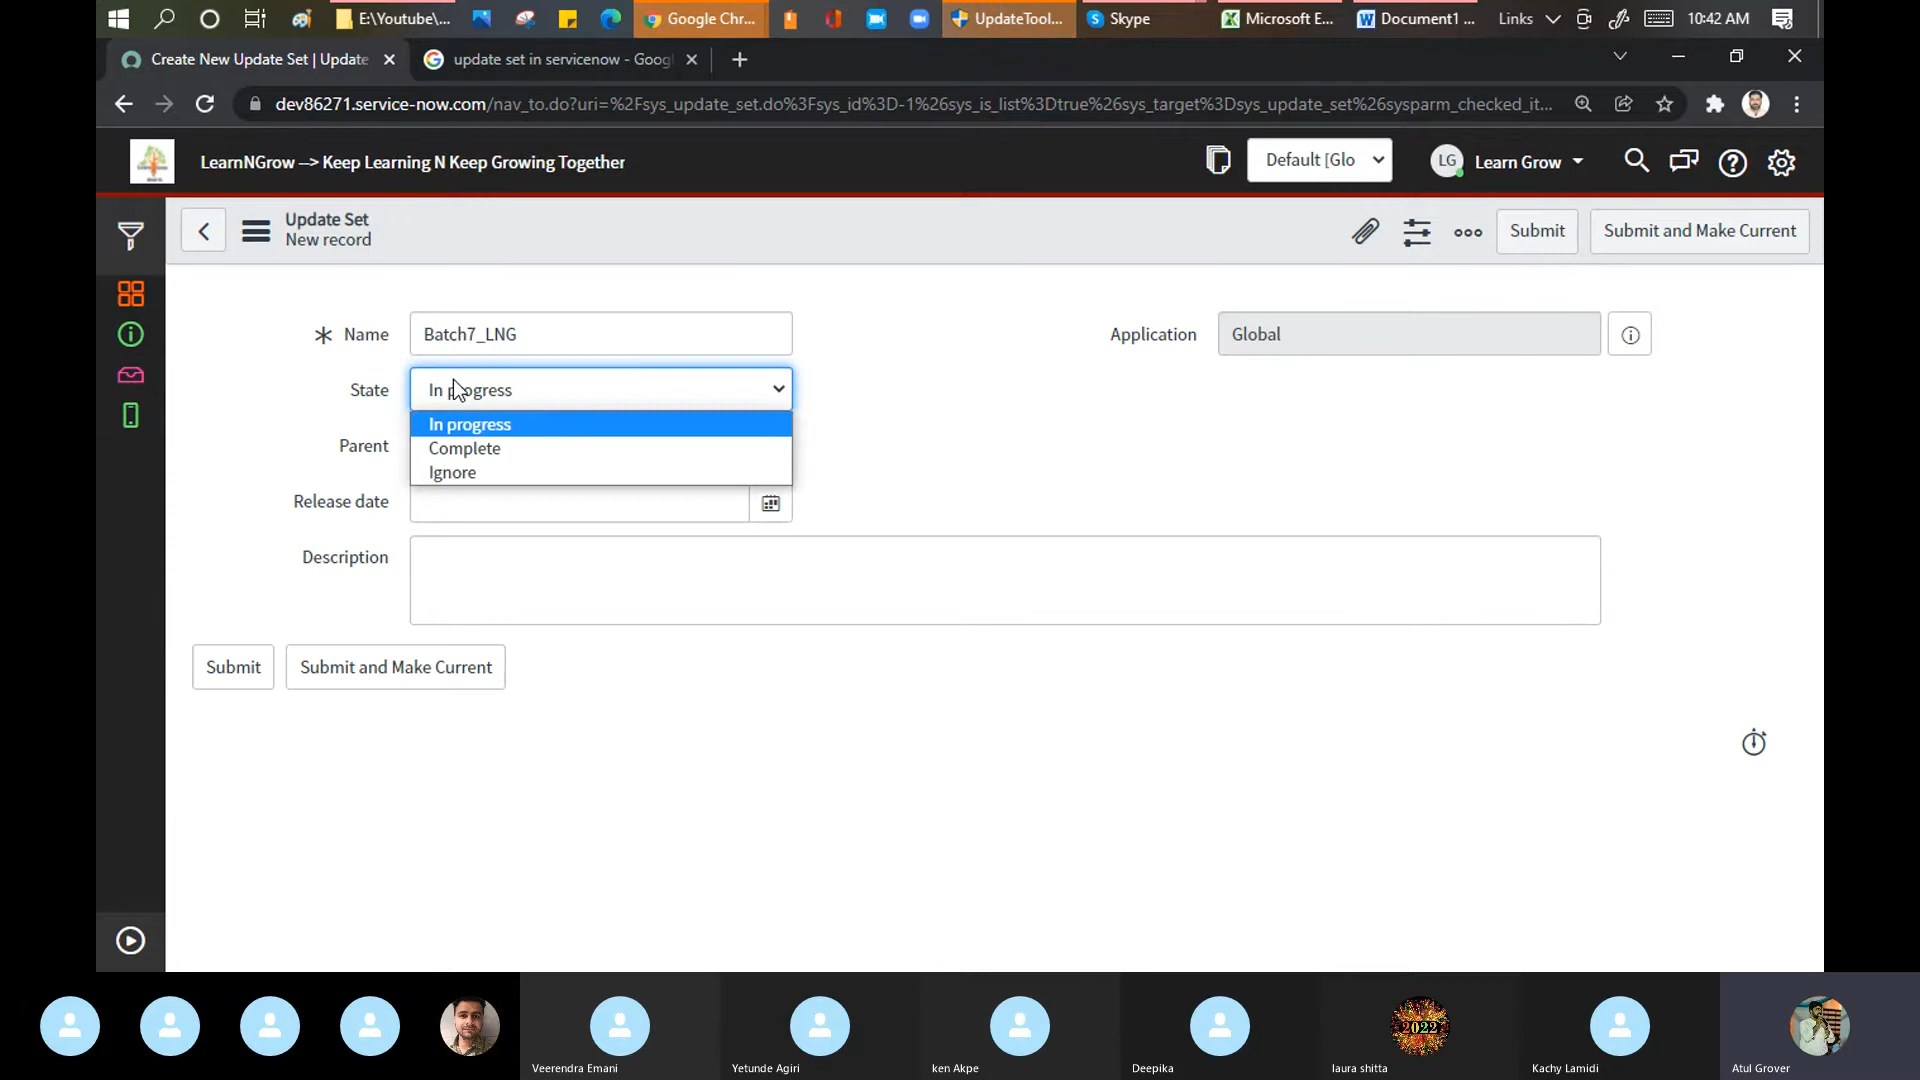 E:\Youtube\...
Google Chr...
UpdateTool...
Skype
Microsoft E...
Document1 ...
Links
10:42 AM
Create New Update Set | Update
update set in servicenow - Goog
dev86271.service-now.com/nav_to.do?uri=%2Fsys_update_set.do%3Fsys_id%3D-1%26sys_is_list%3Dtrue%26sys_target%3Dsys_update_set%26sysparm_checked_it...
LearnNGrow --> Keep Learning N Keep Growing Together
Default [Glo
LG
Learn Grow
Update Set
New record
Submit
Submit and Make Current
Name
Batch7_LNG
Application
Global
State
In progress
In progress
Complete
Ignore
Parent
Release date
Description
Submit
Submit and Make Current
2022
Veerendra Emani
Yetunde Agiri
ken Akpe
Deepika
laura shitta
Kachy Lamidi
Atul Grover